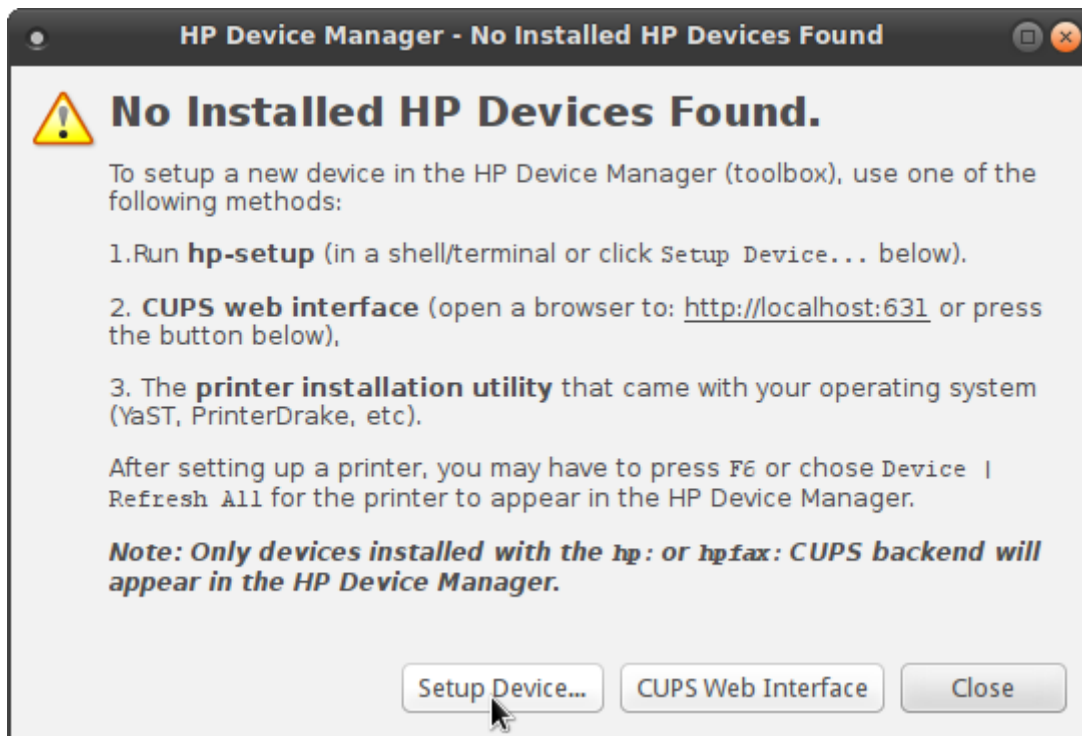 HP Device Manager - No Installed HP Devices Found
No Installed HP Devices Found.
To setup a new device in the HP Device Manager (toolbox), use one of the
following methods:
1.Run hp-setup (in a shell/terminal or click Setup Device... below).
2. CUPS web interface (open a browser to: http://localhost:631 or press
the button below),
3. The printer installation utility that came with your operating system
(YaST, PrinterDrake, etc).
After setting up a printer, you may have to press F6 or chose Device |
Refresh All for the printer to appear in the HP Device Manager.
Note: Only devices installed with the hp: or hpfax: CUPS backend will
appear in the HP Device Manager.
Setup Device... CUPS Web Interface Close